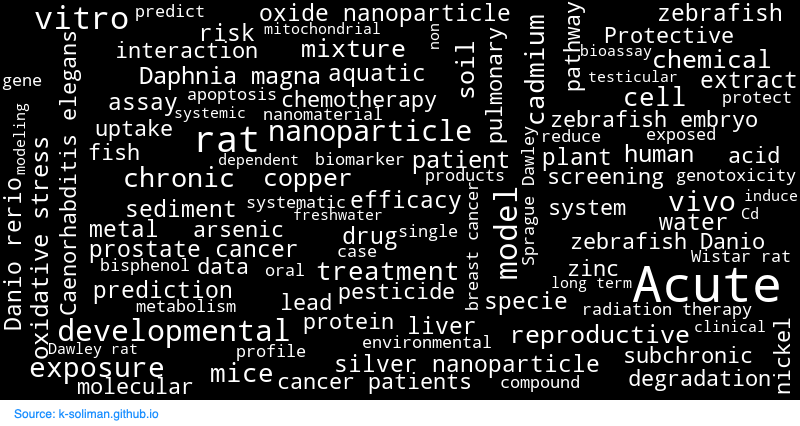 vitro
predict
oxide nanoparticle
zebrafish
risk
mitochondrial
non
pathway
Protective
interaction
mixture
soil
pulmonary
cadmium
bioassay
chemical
gene
Caenorhabditis elegans
Daphnia magna
aquatic
testicular
extract
assay
apoptosis
chemotherapy
cell
protect
systemic
nanomaterial
zebrafish embryo
modeling
uptake
rat
nanoparticle
reduce
exposed
fish
dependent
biomarker
patient
plant
human
acid
chronic
copper
products
Sprague Dawley
screening
genotoxicity
oxidative stress
Danio rerio
sediment
systematic
efficacy
model
system
vivo
induce
Cd
freshwater
metal
arsenic
drug
single
water
prostate cancer
case
breast cancer
zebrafish Danio
Wistar rat
bisphenol
data
oral
treatment
zinc
Acute
prediction
pesticide
long term
metabolism
lead
specie
radiation therapy
developmental
protein
liver
reproductive
clinical
nickel
Dawley rat
profile
environmental
subchronic
exposure
mice
silver nanoparticle
degradation
molecular
cancer patients
compound
Source: k-soliman.github.io